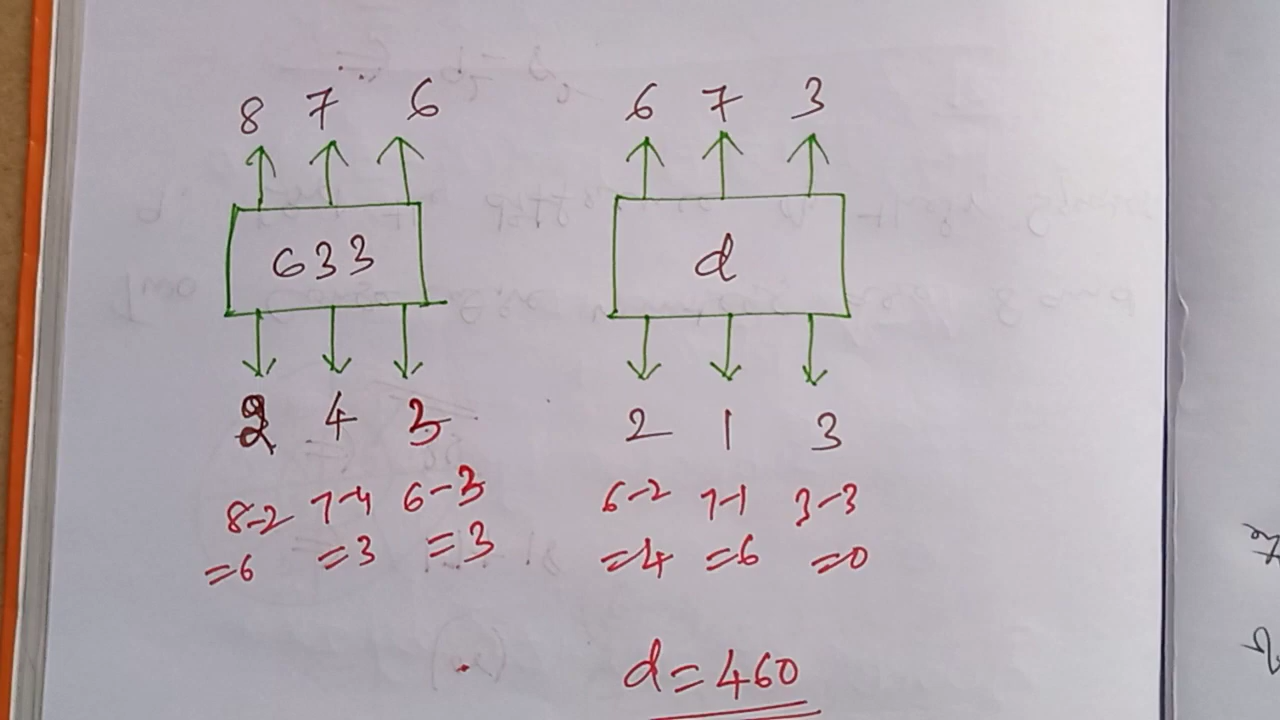 8 7 6 6 7 3
633 d
2 4 3 2 1 3
8-2 7-4 6-3 6-2 7-1 3-3
=6 =3 =3 =4 =6 =0
d=460